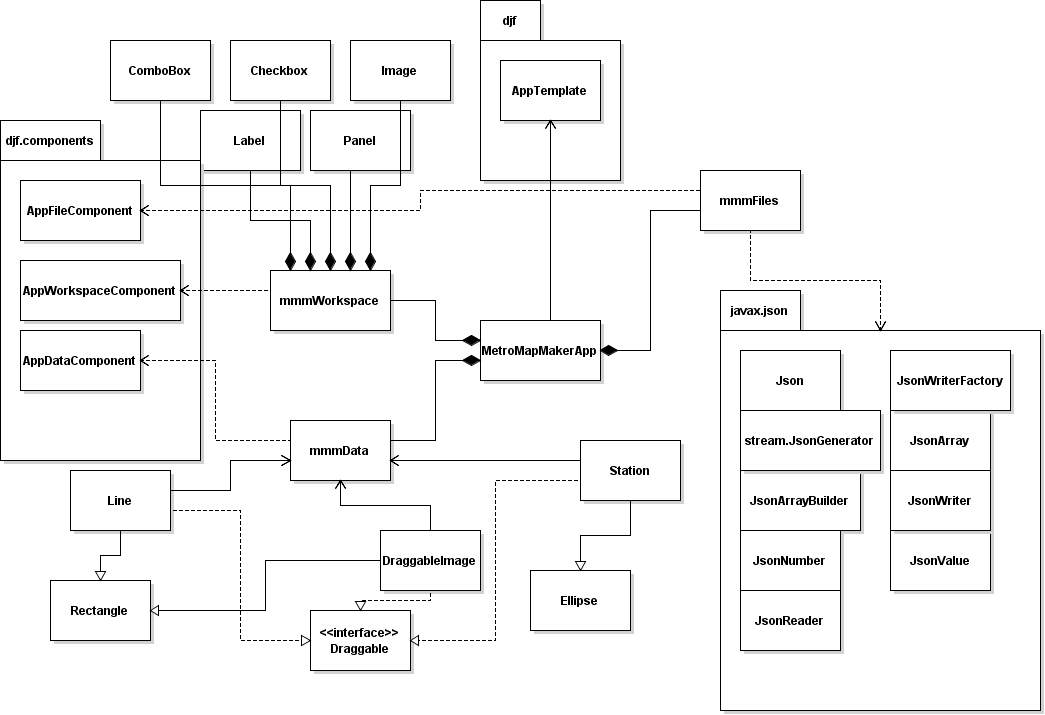 djf
ComboBox
Checkbox
Image
AppTemplate
djf.components
Label
Panel
AppFileComponent
mmmFiles
AppWorkspaceComponent
mmmWorkspace
javax.json
AppDataComponent
MetroMapMakerApp
Json
JsonWriterFactory
stream.JsonGenerator
JsonArray
mmmData
Station
Line
JsonArrayBuilder
JsonWriter
DraggableImage
JsonNumber
JsonValue
Rectangle
Ellipse
<<interface>>
Draggable
JsonReader